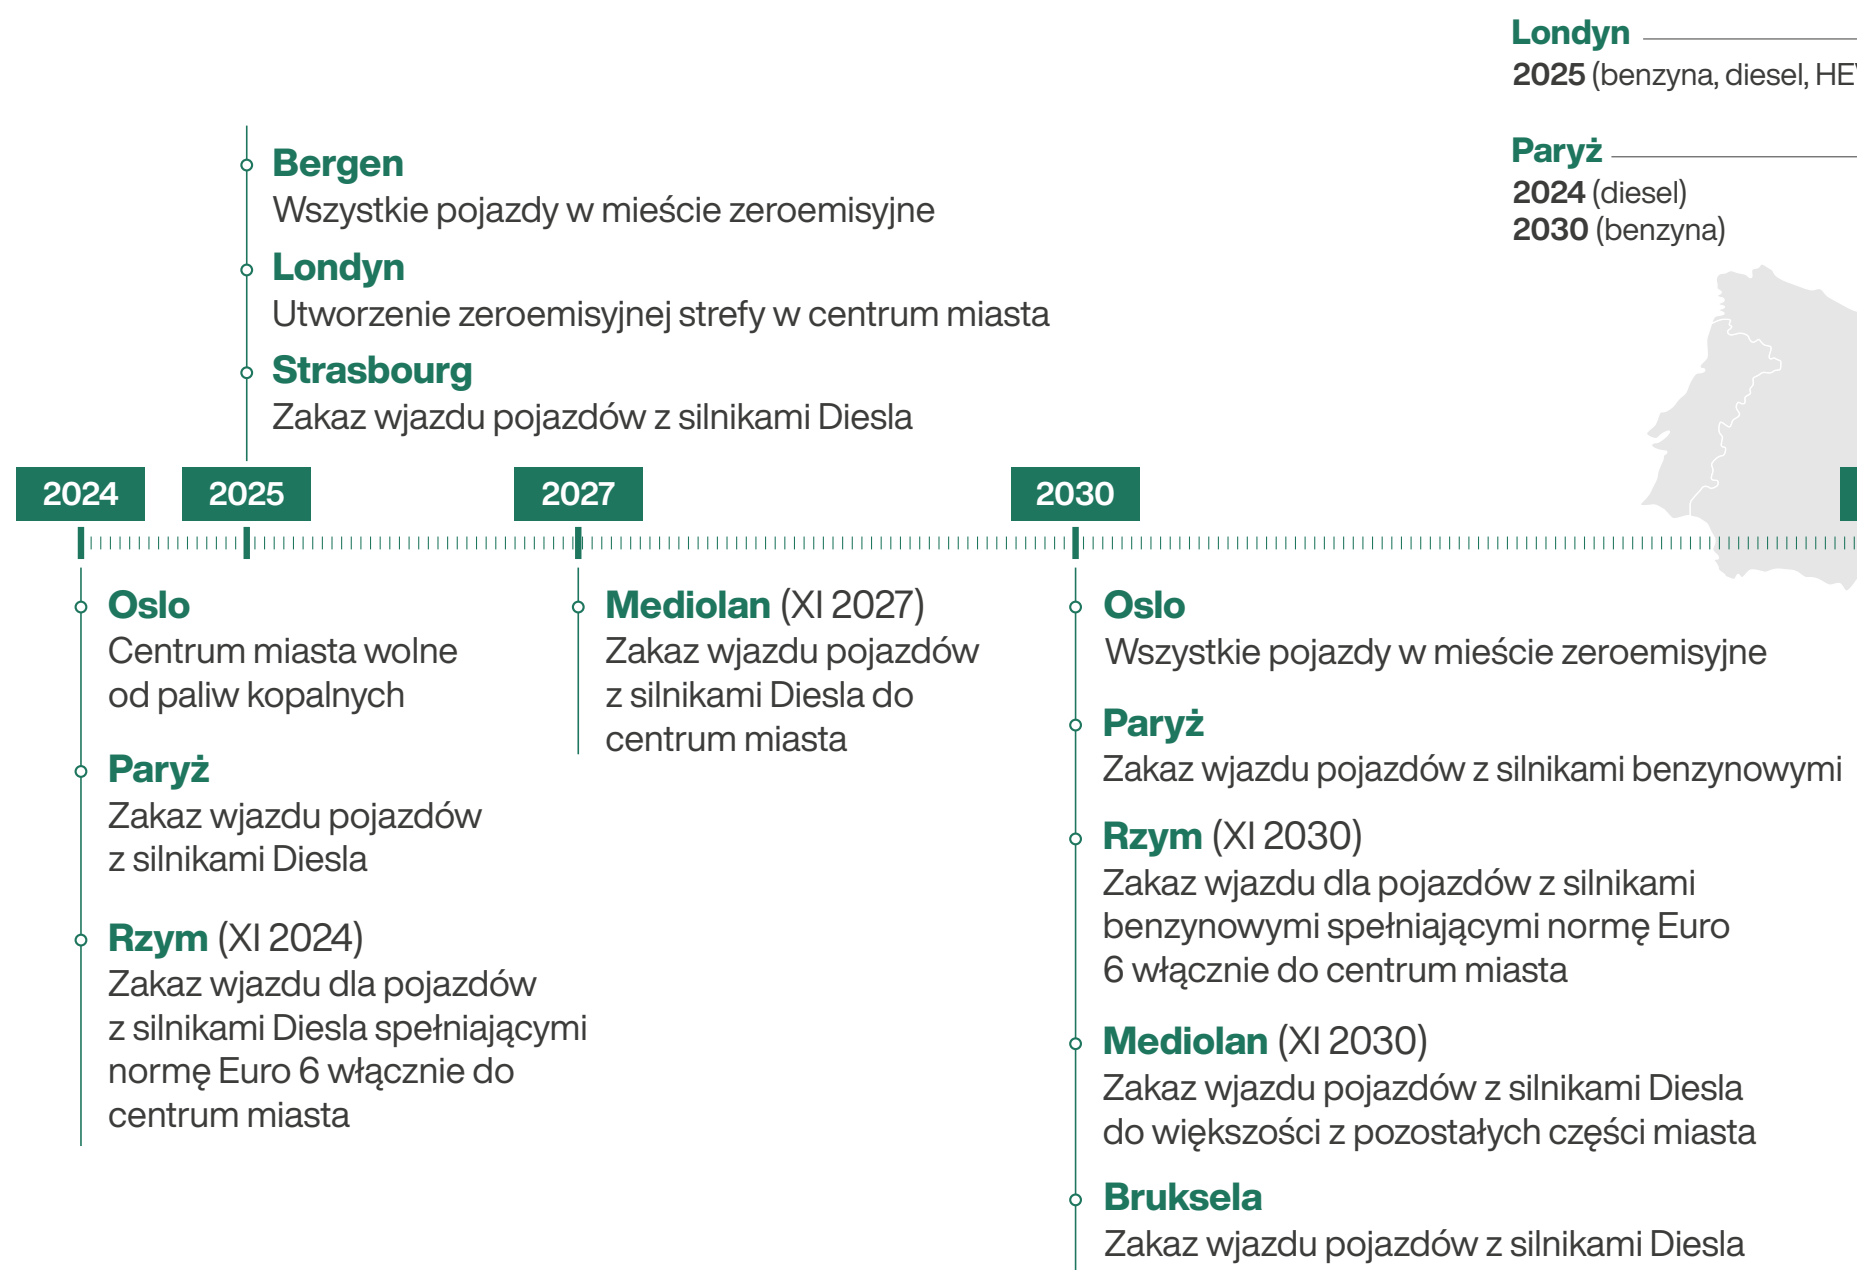 Londyn
2025 (benzyna, diesel, HE
Paryż
2024 (diesel)
2030 (benzyna)
Bergen
Wszystkie pojazdy w mieście zeroemisyjne
Londyn
Utworzenie zeroemisyjnej strefy w centrum miasta
Strasbourg
Zakaz wjazdu pojazdów z silnikami Diesla
2024
2025
2027
2030
Oslo
Centrum miasta wolne
od paliw kopalnych
Paryż
Zakaz wjazdu pojazdów
z silnikami Diesla
Rzym (XI 2024)
Zakaz wjazdu dla pojazdów
z silnikami Diesla spełniającymi
normę Euro 6 włącznie do
centrum miasta
Mediolan (XI 2027)
Zakaz wjazdu pojazdów
z silnikami Diesla do
centrum miasta
Oslo
Wszystkie pojazdy w mieście zeroemisyjne
Paryż
Zakaz wjazdu pojazdów z silnikami benzynowymi
Rzym (XI 2030)
Zakaz wjazdu dla pojazdów z silnikami
benzynowymi spełniającymi normę Euro
6 włącznie do centrum miasta
Mediolan (XI 2030)
Zakaz wjazdu pojazdów z silnikami Diesla
do większości z pozostałych części miasta
Bruksela
Zakaz wjazdu pojazdów z silnikami Diesla